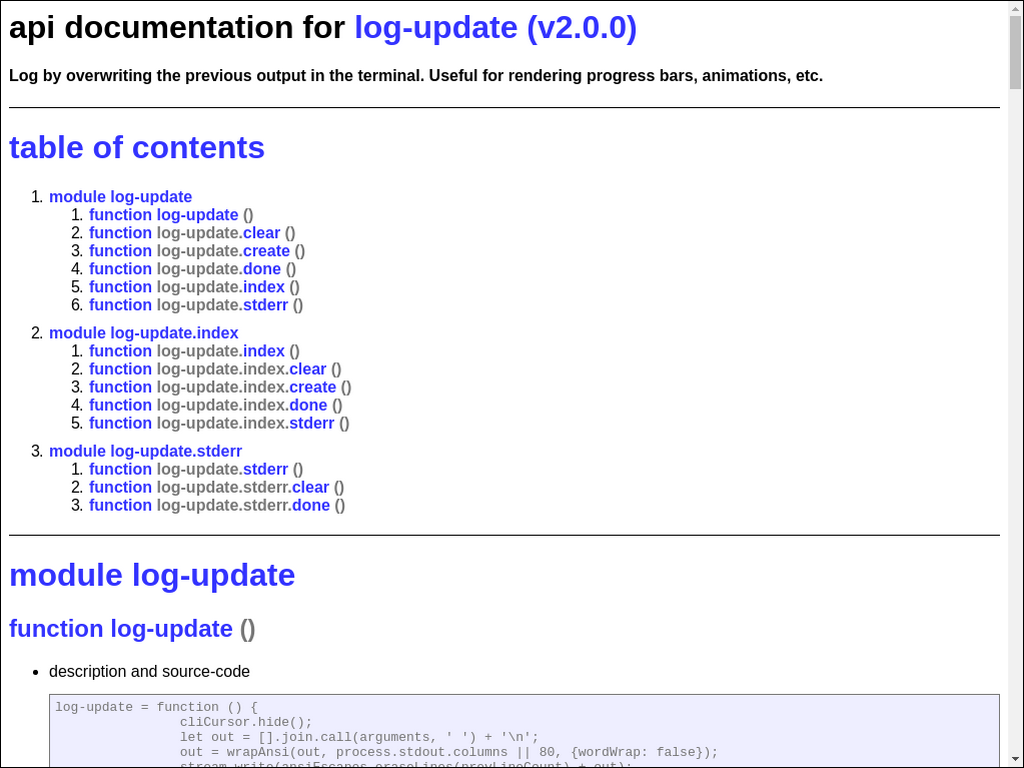 api documentation for log-update (v2.0.0)
Log by overwriting the previous output in the terminal. Useful for rendering progress bars, animations, etc.
table of contents
1. module log-update
1. function log-update ()
2. function log-update.clear ()
3. function log-update.create ()
4. function log-update.done ()
5. function log-update.index ()
6. function log-update.stderr ()
2. module log-update.index
1. function log-update.index ()
2. function log-update.index.clear ()
3. function log-update.index.create ()
4. function log-update.index.done ()
5. function log-update.index.stderr ()
3. module log-update.stderr
1. function log-update.stderr ()
2. function log-update.stderr.clear ()
3. function log-update.stderr.done ()
module log-update
function log-update ()
• description and source-code
log-update = function () {
cliCursor.hide();
let out = [].join.call(arguments, ' ') + '\n';
out = wrapAnsi(out, process.stdout.columns || 80, {wordWrap: false});
stream.write(ansiEscapes.eraseLines(prevLineCount) + out);